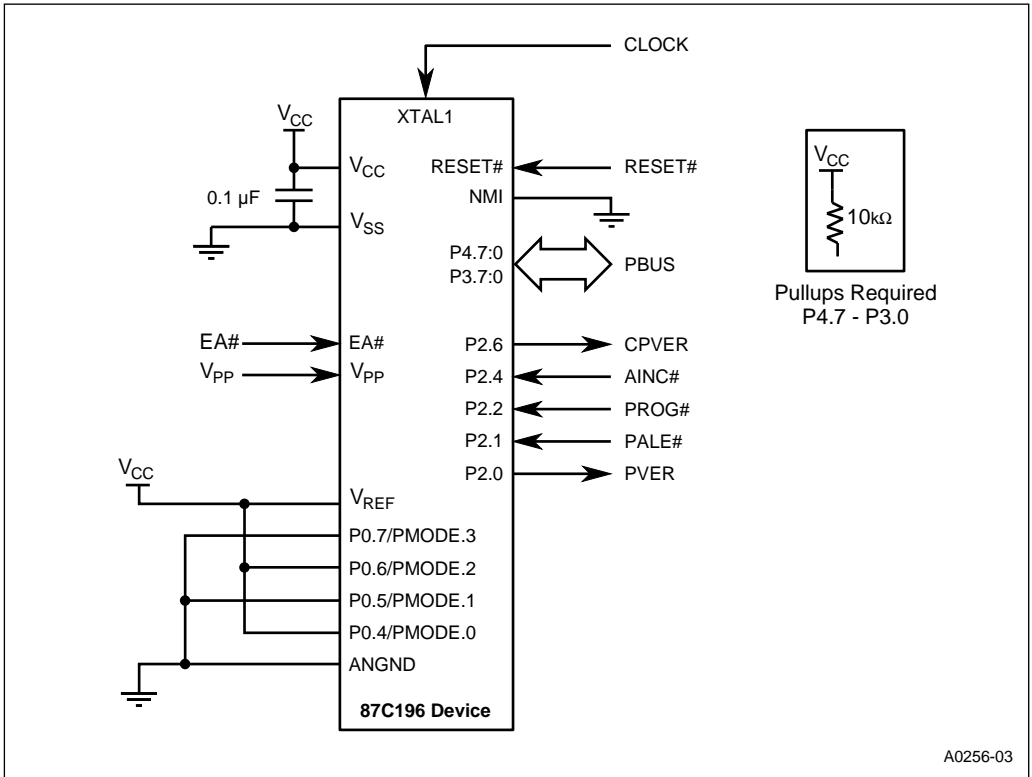 CLOCK
XTAL1
VCC
VCC
RESET#
RESET#
0.1 µF
NMI
VSS
P4.7:0
P3.7:0
PBUS
VCC
10kΩ
Pullups Required
P4.7 - P3.0
EA#
EA#
P2.6
CPVER
VPP
VPP
P2.4
AINC#
P2.2
PROG#
P2.1
PALE#
P2.0
PVER
VCC
VREF
P0.7/PMODE.3
P0.6/PMODE.2
P0.5/PMODE.1
P0.4/PMODE.0
ANGND
87C196 Device
A0256-03